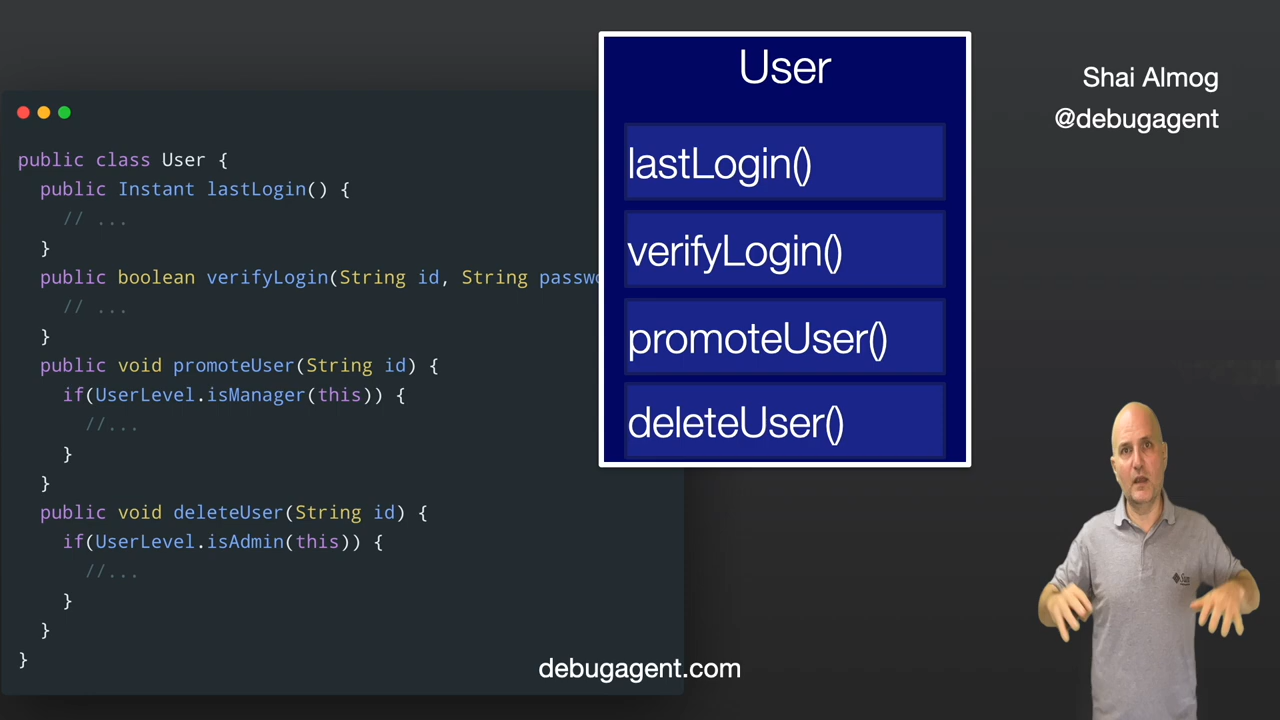 public class User {
public Instant lastLogin() {
// ...
}
public boolean verifyLogin(String id, String
// ...
}
public void promoteUser(String id) {
if(UserLevel.isManager(this)) {
//...
}
}
public void deleteUser(String id) {
if(UserLevel.isAdmin(this)) {
//...
}
}
}
User
lastLogin()
verifyLogin()
promoteUser()
deleteUser()
Shai Almog
@debugagent
Sun
debugagent.com